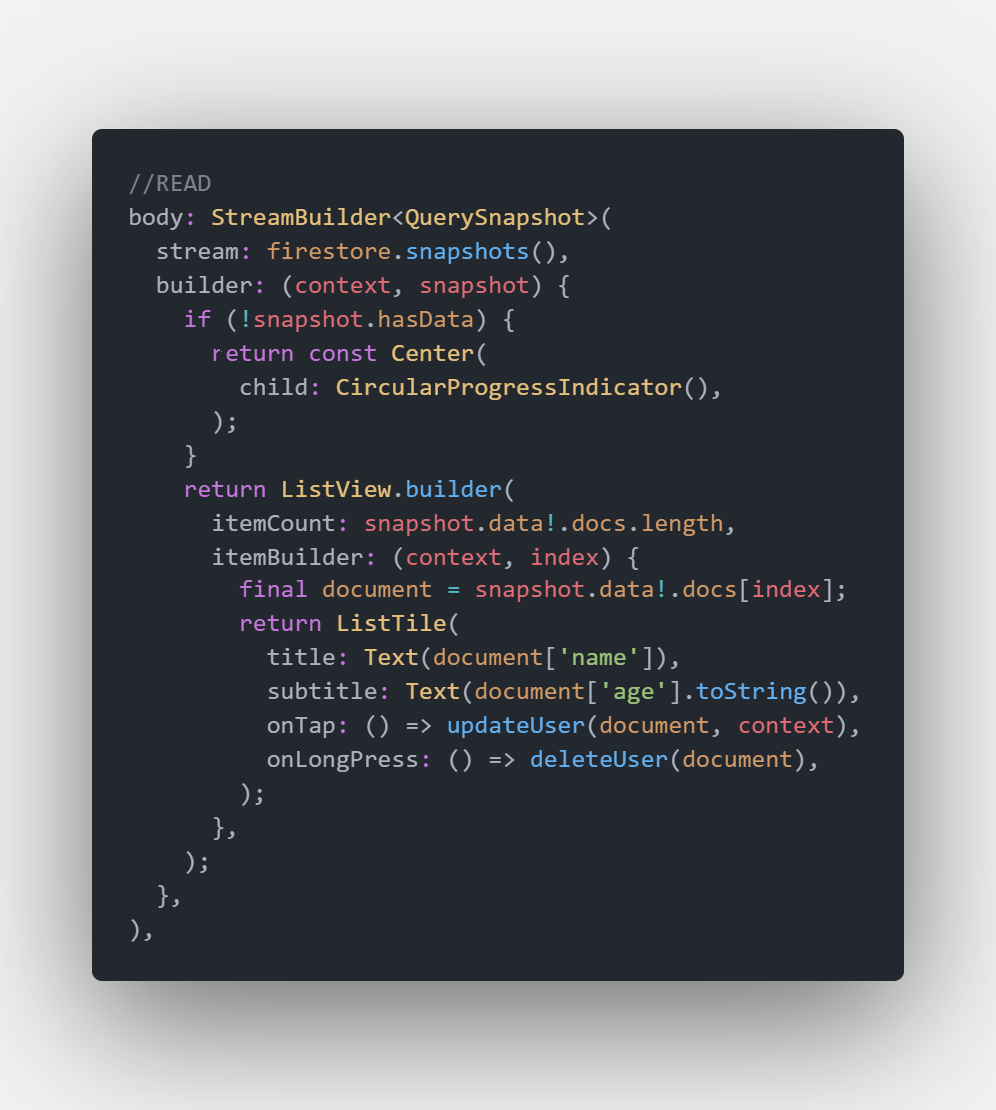 //READ
body: StreamBuilder<QuerySnapshot>(
  stream: firestore.snapshots(),
  builder: (context, snapshot) {
    if (!snapshot.hasData) {
      return const Center(
        child: CircularProgressIndicator(),
      );
    }
    return ListView.builder(
      itemCount: snapshot.data!.docs.length,
      itemBuilder: (context, index) {
        final document = snapshot.data!.docs[index];
        return ListTile(
          title: Text(document['name']),
          subtitle: Text(document['age'].toString()),
          onTap: () => updateUser(document, context),
          onLongPress: () => deleteUser(document),
        );
      },
    );
  },
),